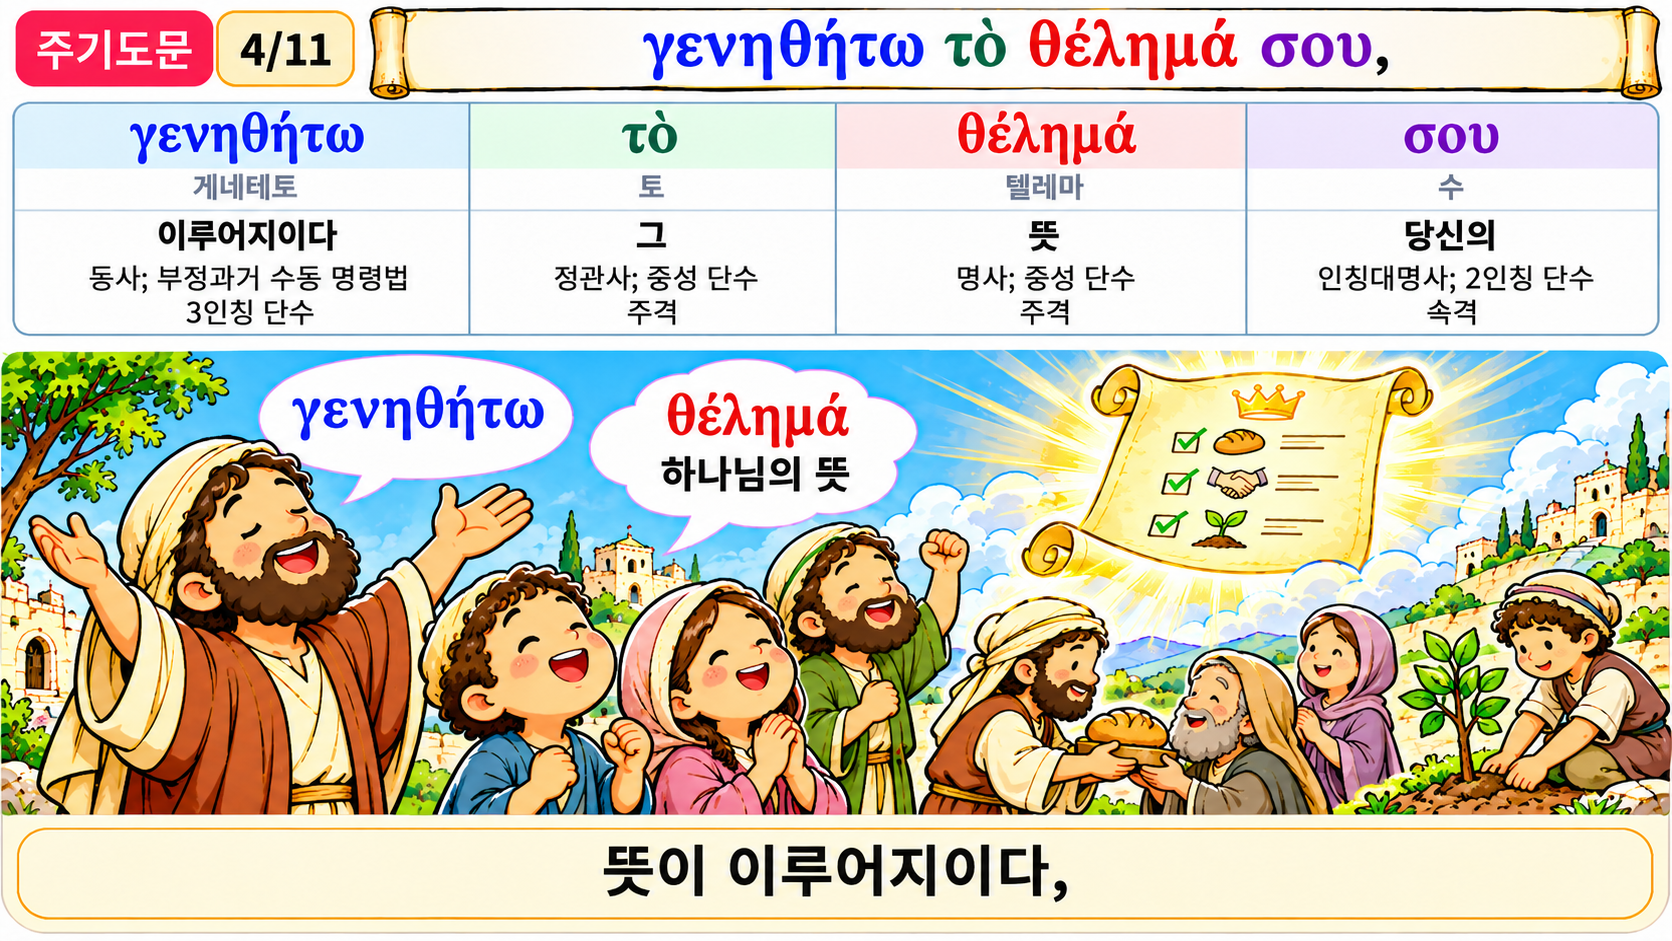 주기도문
4/11
γενηθήτω τὸ θέλημά σου,
γενηθήτω
τὸ
θέλημά
σου
게네테토
토
텔레마
수
이루어지이다
그
뜻
당신의
동사; 부정과거 수동 명령법
3인칭 단수
정관사; 중성 단수
주격
명사; 중성 단수
주격
인칭대명사; 2인칭 단수
속격
γενηθήτω
θέλημά
하나님의 뜻
뜻이 이루어지이다,